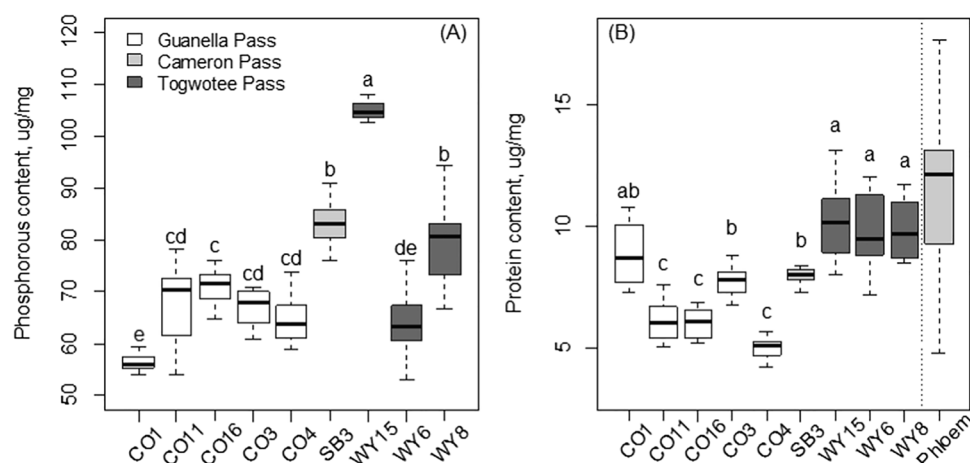 (A)
Guanella Pass
Cameron Pass
Togwotee Pass
Phosphorous content, ug/mg
120
110
100
90
80
70
60
50
e
cd
c
cd
cd
b
a
de
b
CO1
CO11
CO16
CO3
CO4
SB3
WY15
WY6
WY8
(B)
Protein content, ug/mg
15
10
5
ab
c
c
b
c
b
a
a
a
CO1
CO11
CO16
CO3
CO4
SB3
WY15
WY6
WY8
Phloem